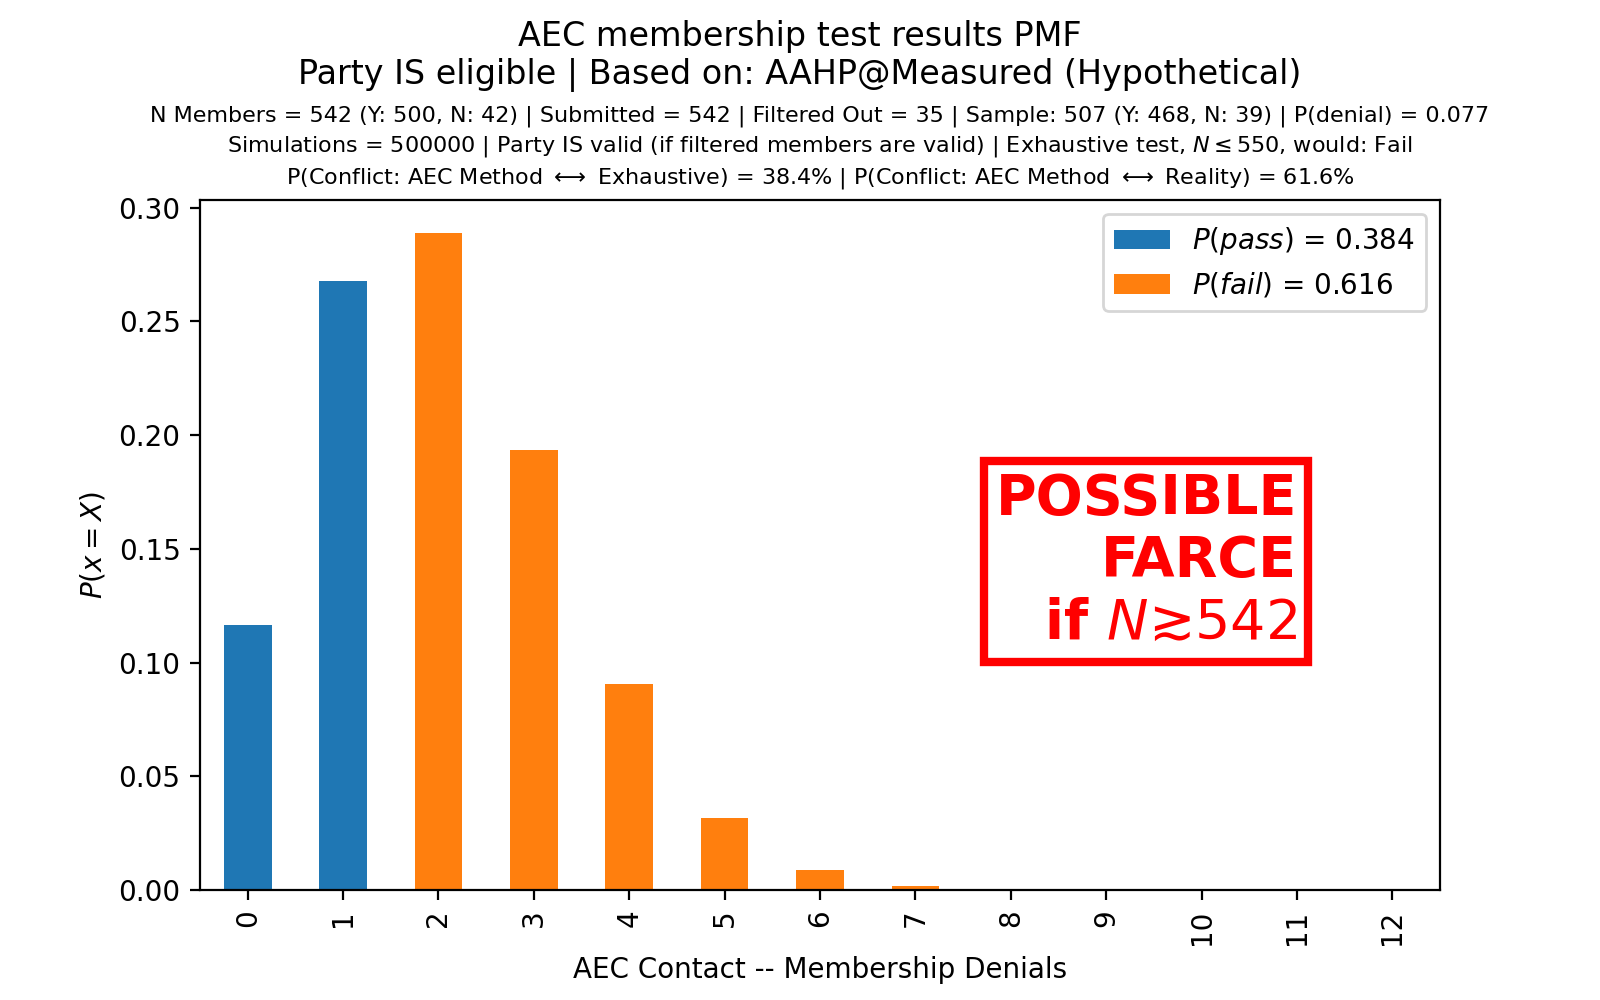 AEC membership test results PMF
Party IS eligible | Based on: AAHP@Measured (Hypothetical)
N Members = 542 (Y: 500, N: 42) | Submitted = 542 | Filtered Out = 35 | Sample: 507 (Y: 468, N: 39) | P(denial) = 0.077
Simulations = 500000 | Party IS valid (if filtered members are valid) | Exhaustive test, N ≤ 550, would: Fail
P(Conflict: AEC Method ⟷ Exhaustive) = 38.4% | P(Conflict: AEC Method ⟷ Reality) = 61.6%
P(pass) = 0.384
P(fail) = 0.616
POSSIBLE
FARCE
if N≳542
P(x = X)
0.30
0.25
0.20
0.15
0.10
0.05
0.00
0 1 2 3 4 5 6 7 8 9 10 11 12
AEC Contact -- Membership Denials